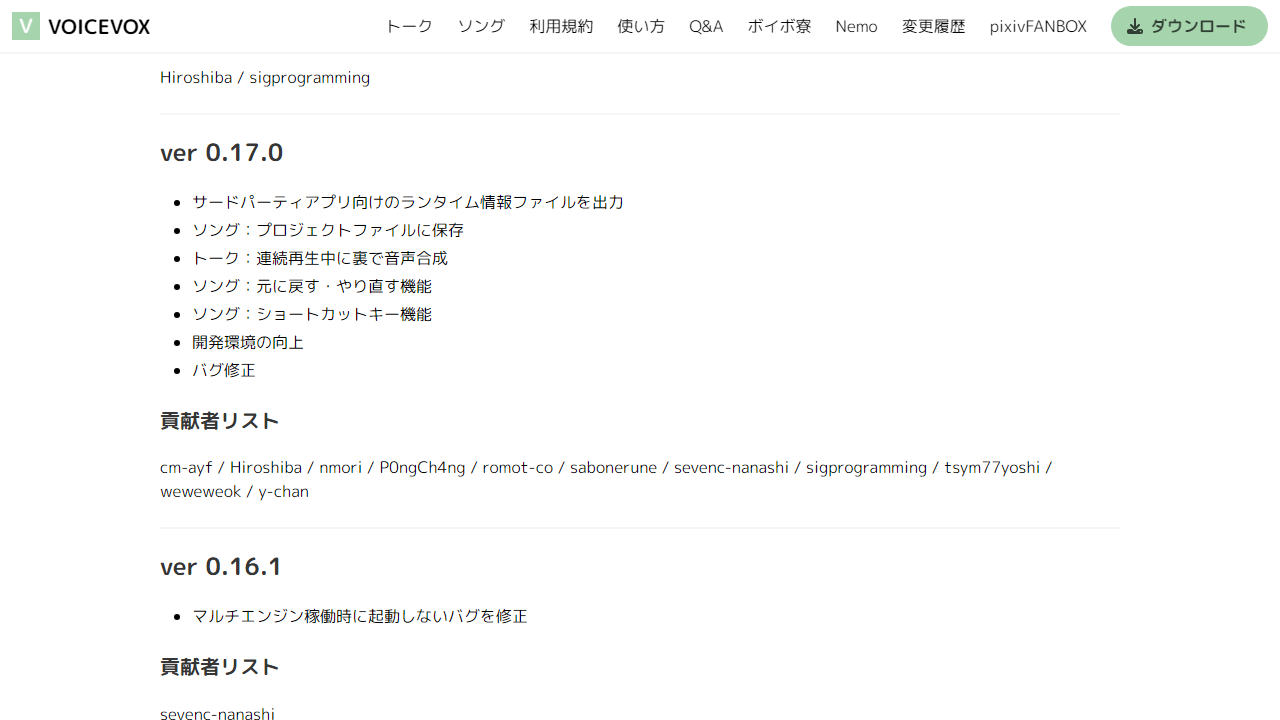 V VOICEVOX トーク ソング 利用規約 使い方 Q&A ボイボ寮 Nemo 変更履歴 pixivFANBOX ダウンロード
Hiroshiba / sigprogramming
ver 0.17.0
• サードパーティアプリ向けのランタイム情報ファイルを出力
• ソング：プロジェクトファイルに保存
• トーク：連続再生中に裏で音声合成
• ソング：元に戻す・やり直す機能
• ソング：ショートカットキー機能
• 開発環境の向上
• バグ修正
貢献者リスト
cm-ayf / Hiroshiba / nmori / P0ngCh4ng / romot-co / sabonerune / sevenc-nanashi / sigprogramming / tsym77yoshi /
weweweok / y-chan
ver 0.16.1
• マルチエンジン稼働時に起動しないバグを修正
貢献者リスト
sevenc-nanashi